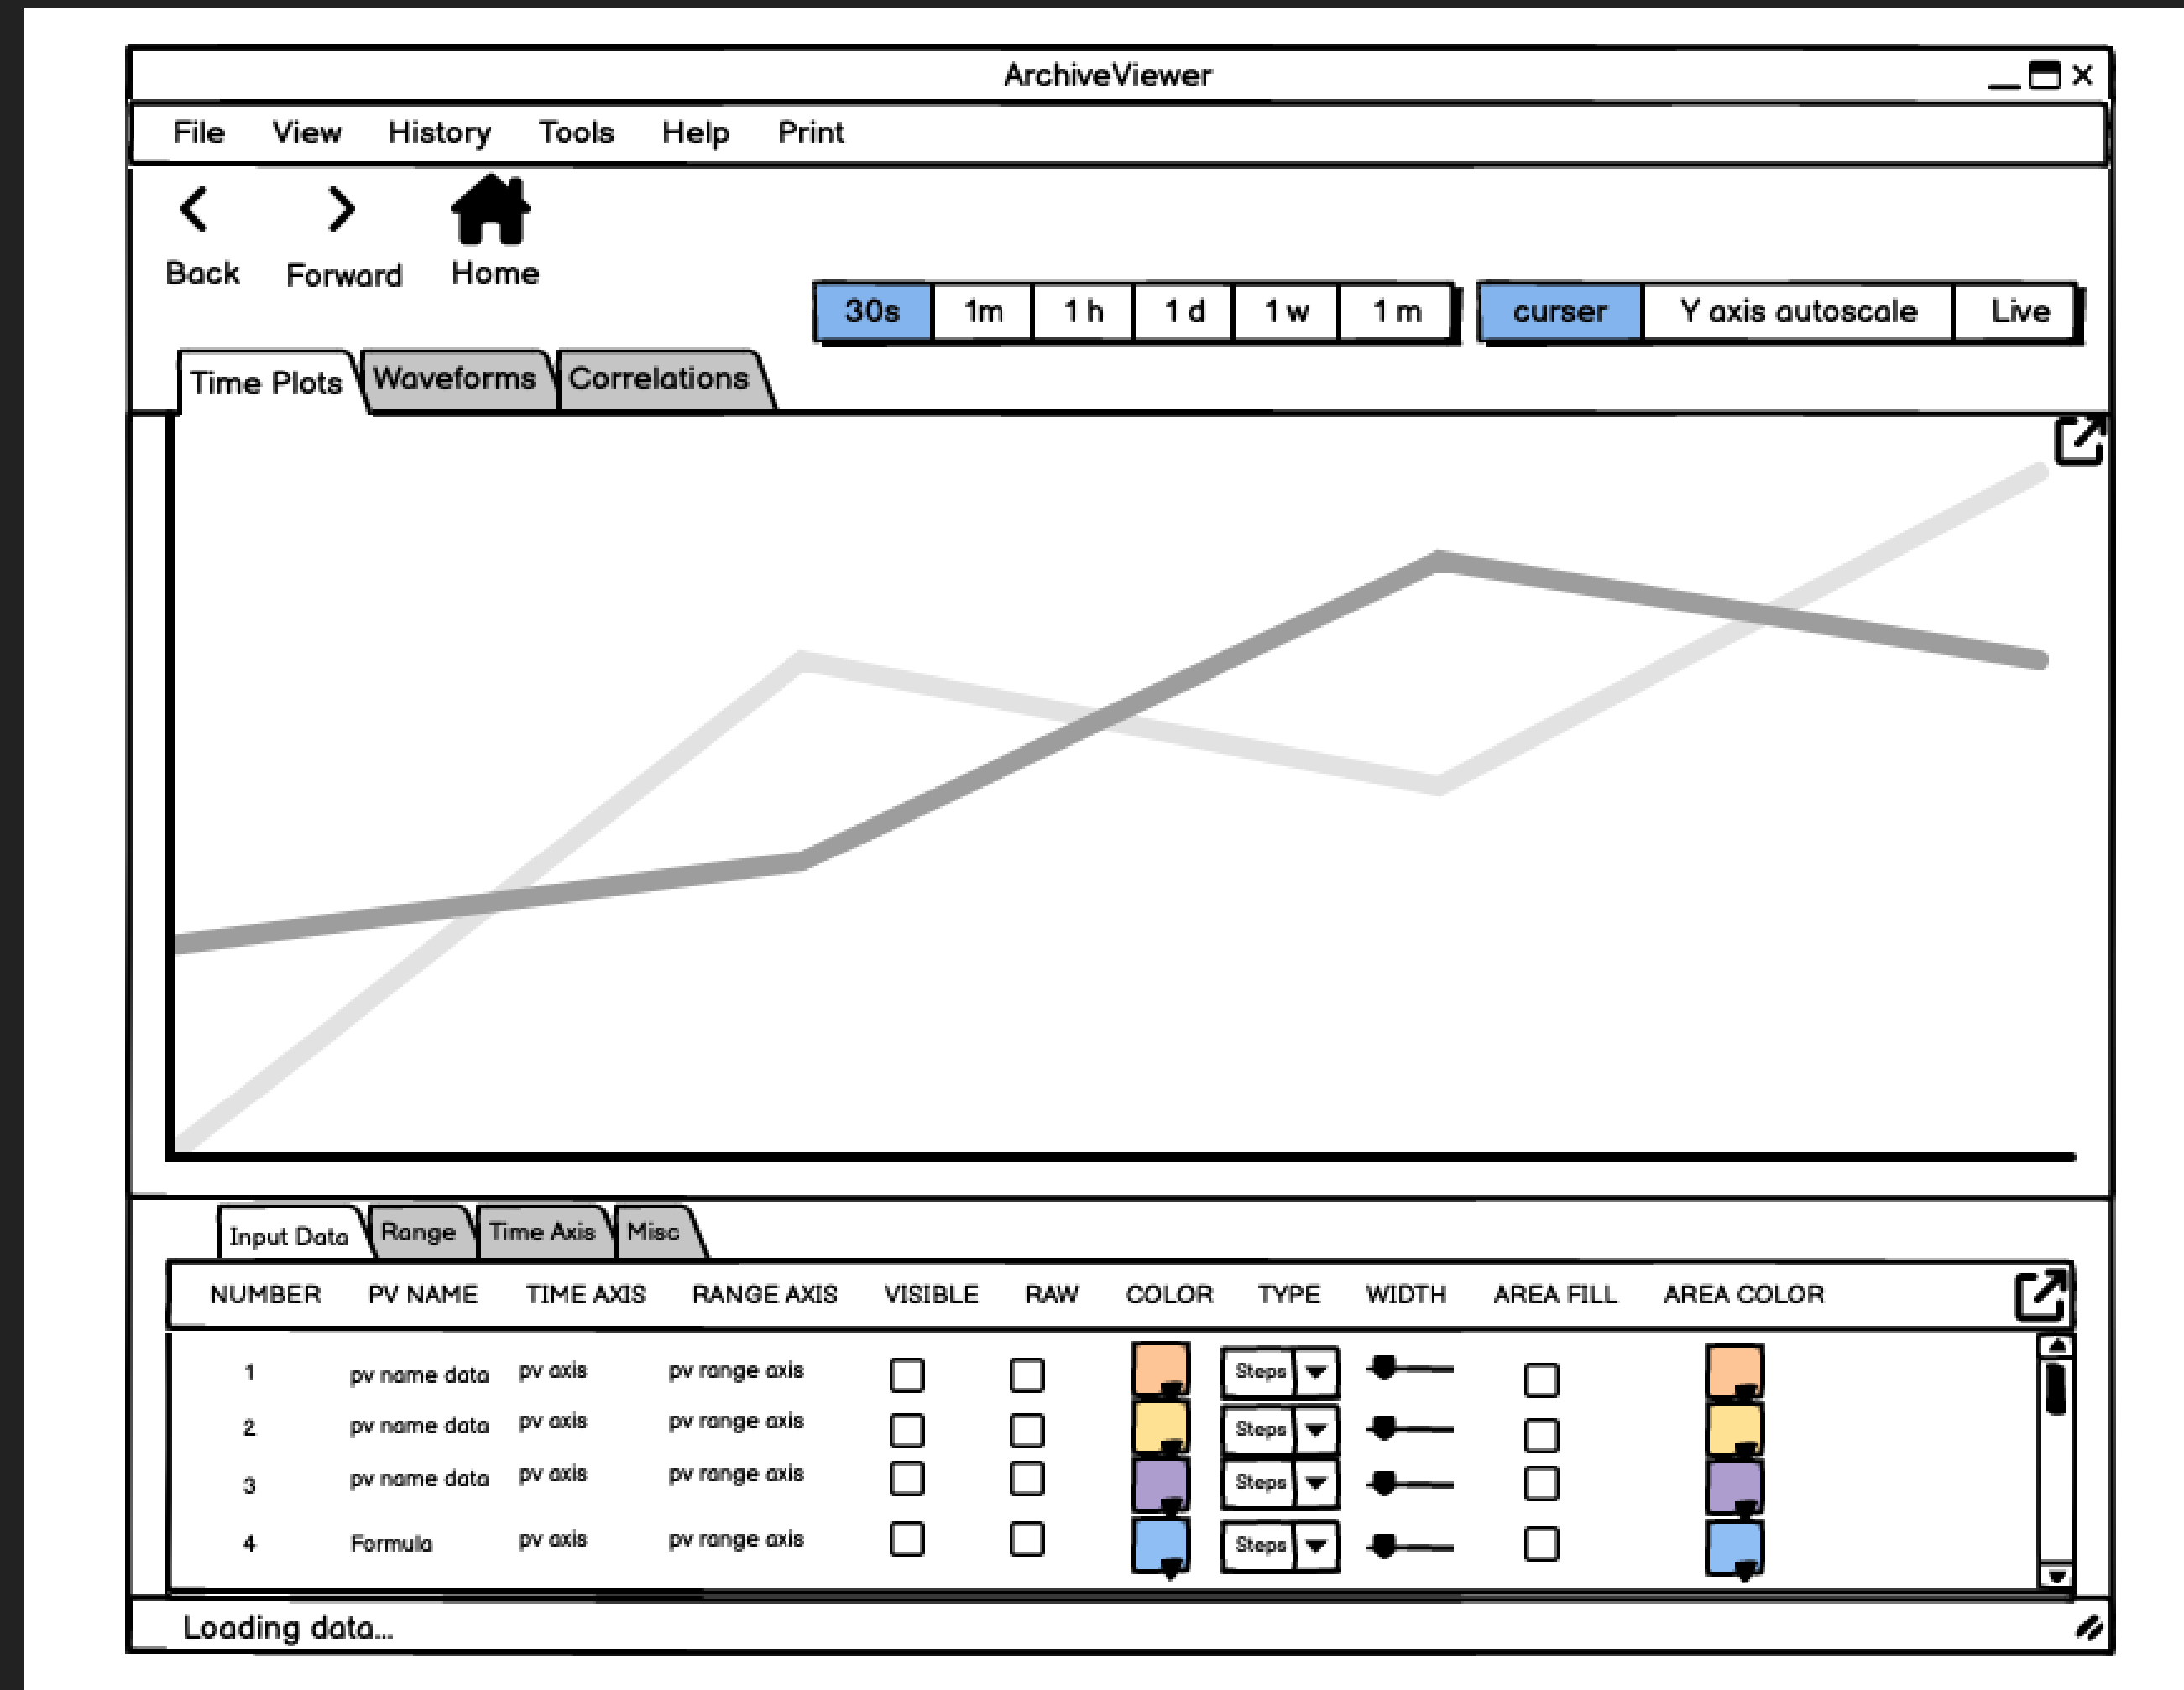 ArchiveViewer
File View History Tools Help Print
Back Forward Home
30s 1m 1 h 1 d 1 w 1 m curser Y axis autoscale Live
Time Plots Waveforms Correlations
Input Data Range Time Axis Misc
NUMBER PV NAME TIME AXIS RANGE AXIS VISIBLE RAW COLOR TYPE WIDTH AREA FILL AREA COLOR
1 pv name data pv axis pv range axis Steps
2 pv name data pv axis pv range axis Steps
3 pv name data pv axis pv range axis Steps
4 Formula pv axis pv range axis Steps
Loading data...